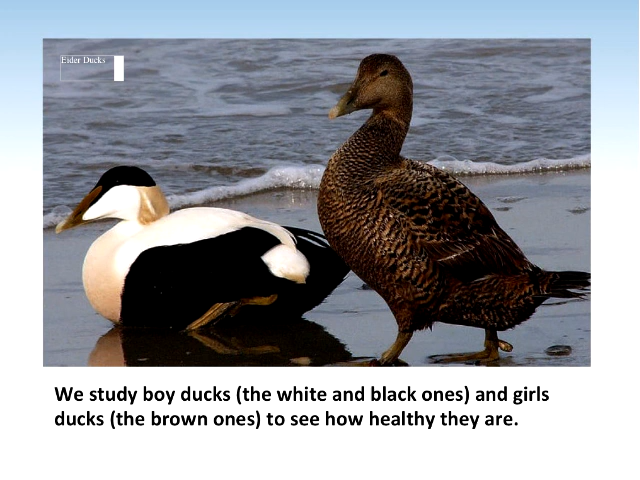 Eider Ducks
We study boy ducks (the white and black ones) and girls
ducks (the brown ones) to see how healthy they are.